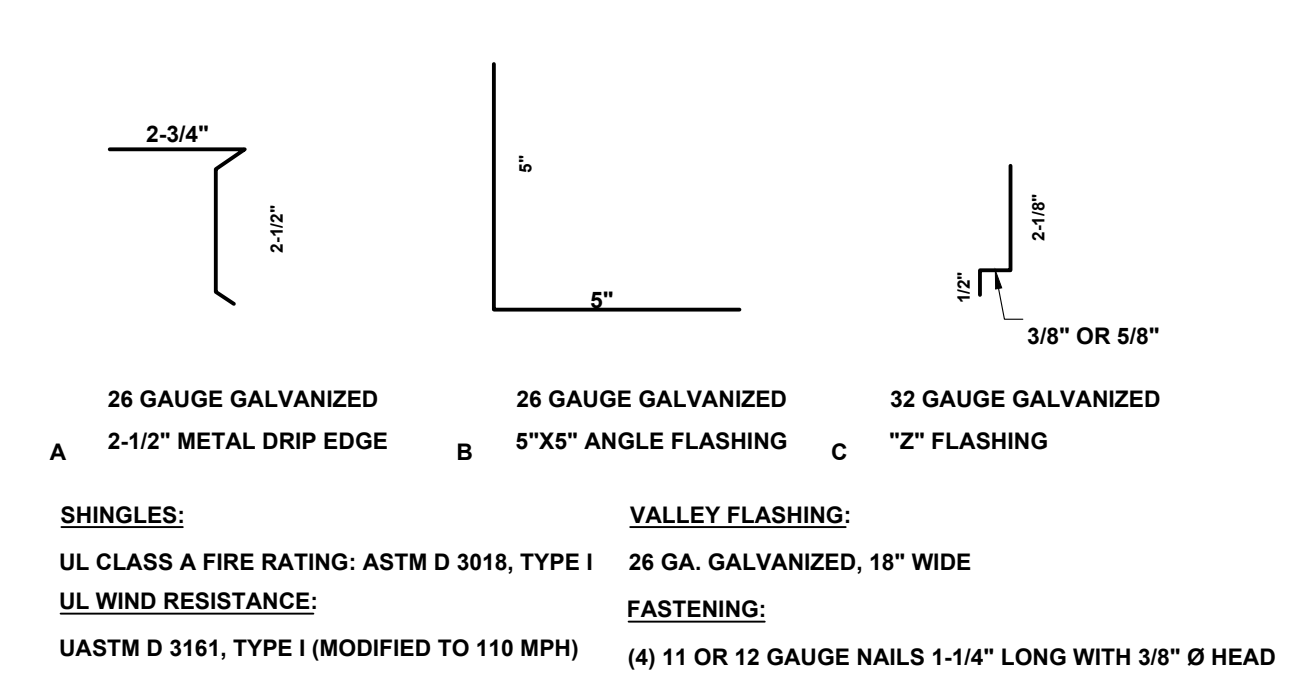 2-3/4"
2-1/2"
5"
5"
2-1/8"
1/2"
3/8" OR 5/8"
26 GAUGE GALVANIZED
A 2-1/2" METAL DRIP EDGE
26 GAUGE GALVANIZED
B 5"X5" ANGLE FLASHING
32 GAUGE GALVANIZED
C "Z" FLASHING
SHINGLES:
UL CLASS A FIRE RATING: ASTM D 3018, TYPE I
UL WIND RESISTANCE:
UASTM D 3161, TYPE I (MODIFIED TO 110 MPH)
VALLEY FLASHING:
26 GA. GALVANIZED, 18" WIDE
FASTENING:
(4) 11 OR 12 GAUGE NAILS 1-1/4" LONG WITH 3/8" Ø HEAD